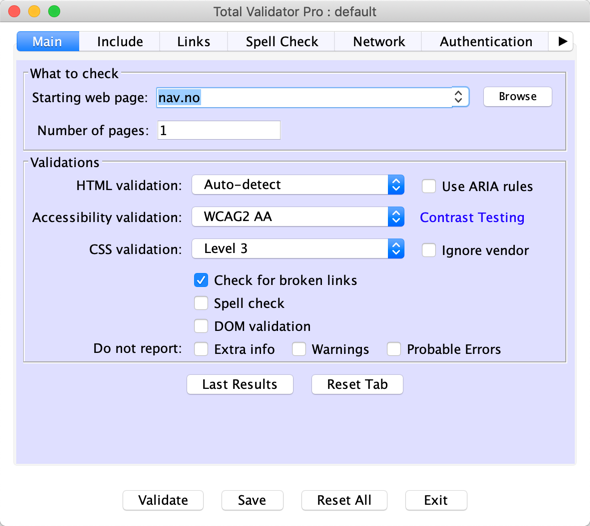 Total Validator Pro : default
Main Include Links Spell Check Network Authentication
What to check
Starting web page: nav.no Browse
Number of pages: 1
Validations
HTML validation: Auto-detect Use ARIA rules
Accessibility validation: WCAG2 AA Contrast Testing
CSS validation: Level 3 Ignore vendor
Check for broken links
Spell check
DOM validation
Do not report: Extra info Warnings Probable Errors
Last Results Reset Tab
Validate Save Reset All Exit